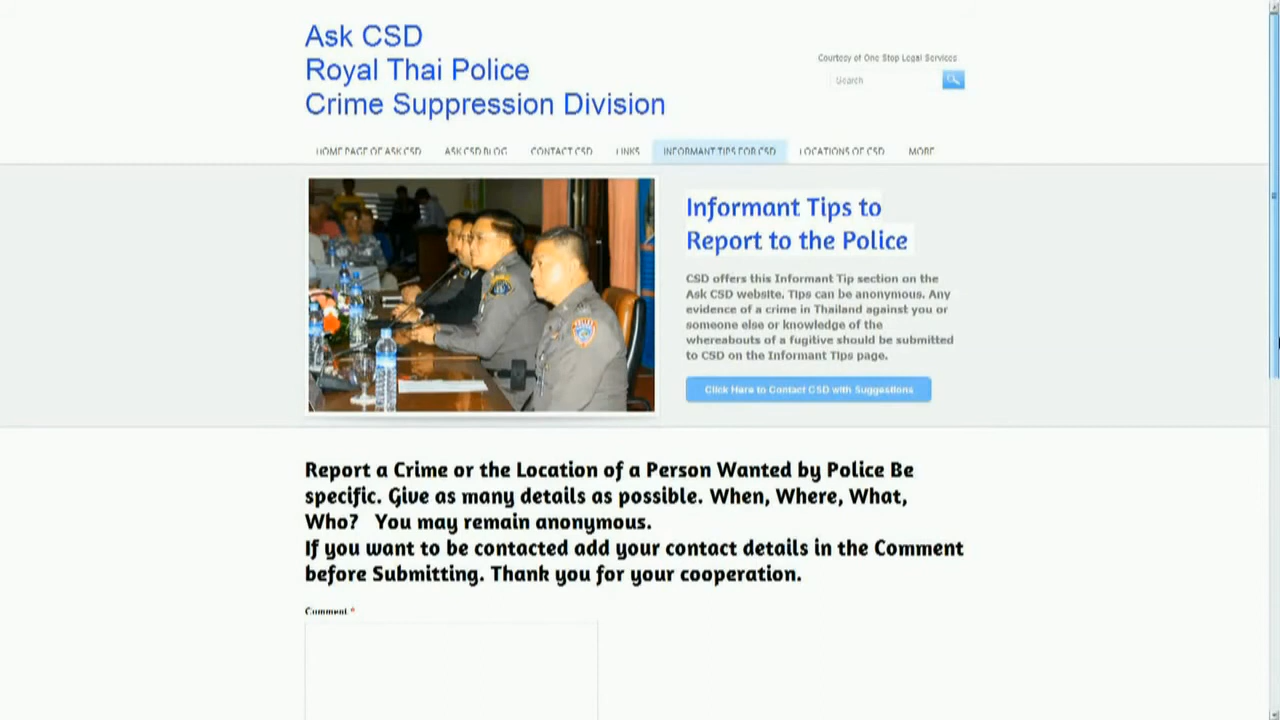 Ask CSD
Royal Thai Police
Crime Suppression Division
Courtesy of One Stop Legal Services
Search
HOME PAGE OF ASK CSD ASK CSD BLOG CONTACT CSD LINKS INFORMANT TIPS FOR CSD LOCATIONS OF CSD MORE
Informant Tips to
Report to the Police
CSD offers this Informant Tip section on the
Ask CSD website. Tips can be anonymous. Any
evidence of a crime in Thailand against you or
someone else or knowledge of the
whereabouts of a fugitive should be submitted
to CSD on the Informant Tips page.
Click Here to Contact CSD with Suggestions
Report a Crime or the Location of a Person Wanted by Police Be
specific. Give as many details as possible. When, Where, What,
Who? You may remain anonymous.
If you want to be contacted add your contact details in the Comment
before Submitting. Thank you for your cooperation.
Comment *